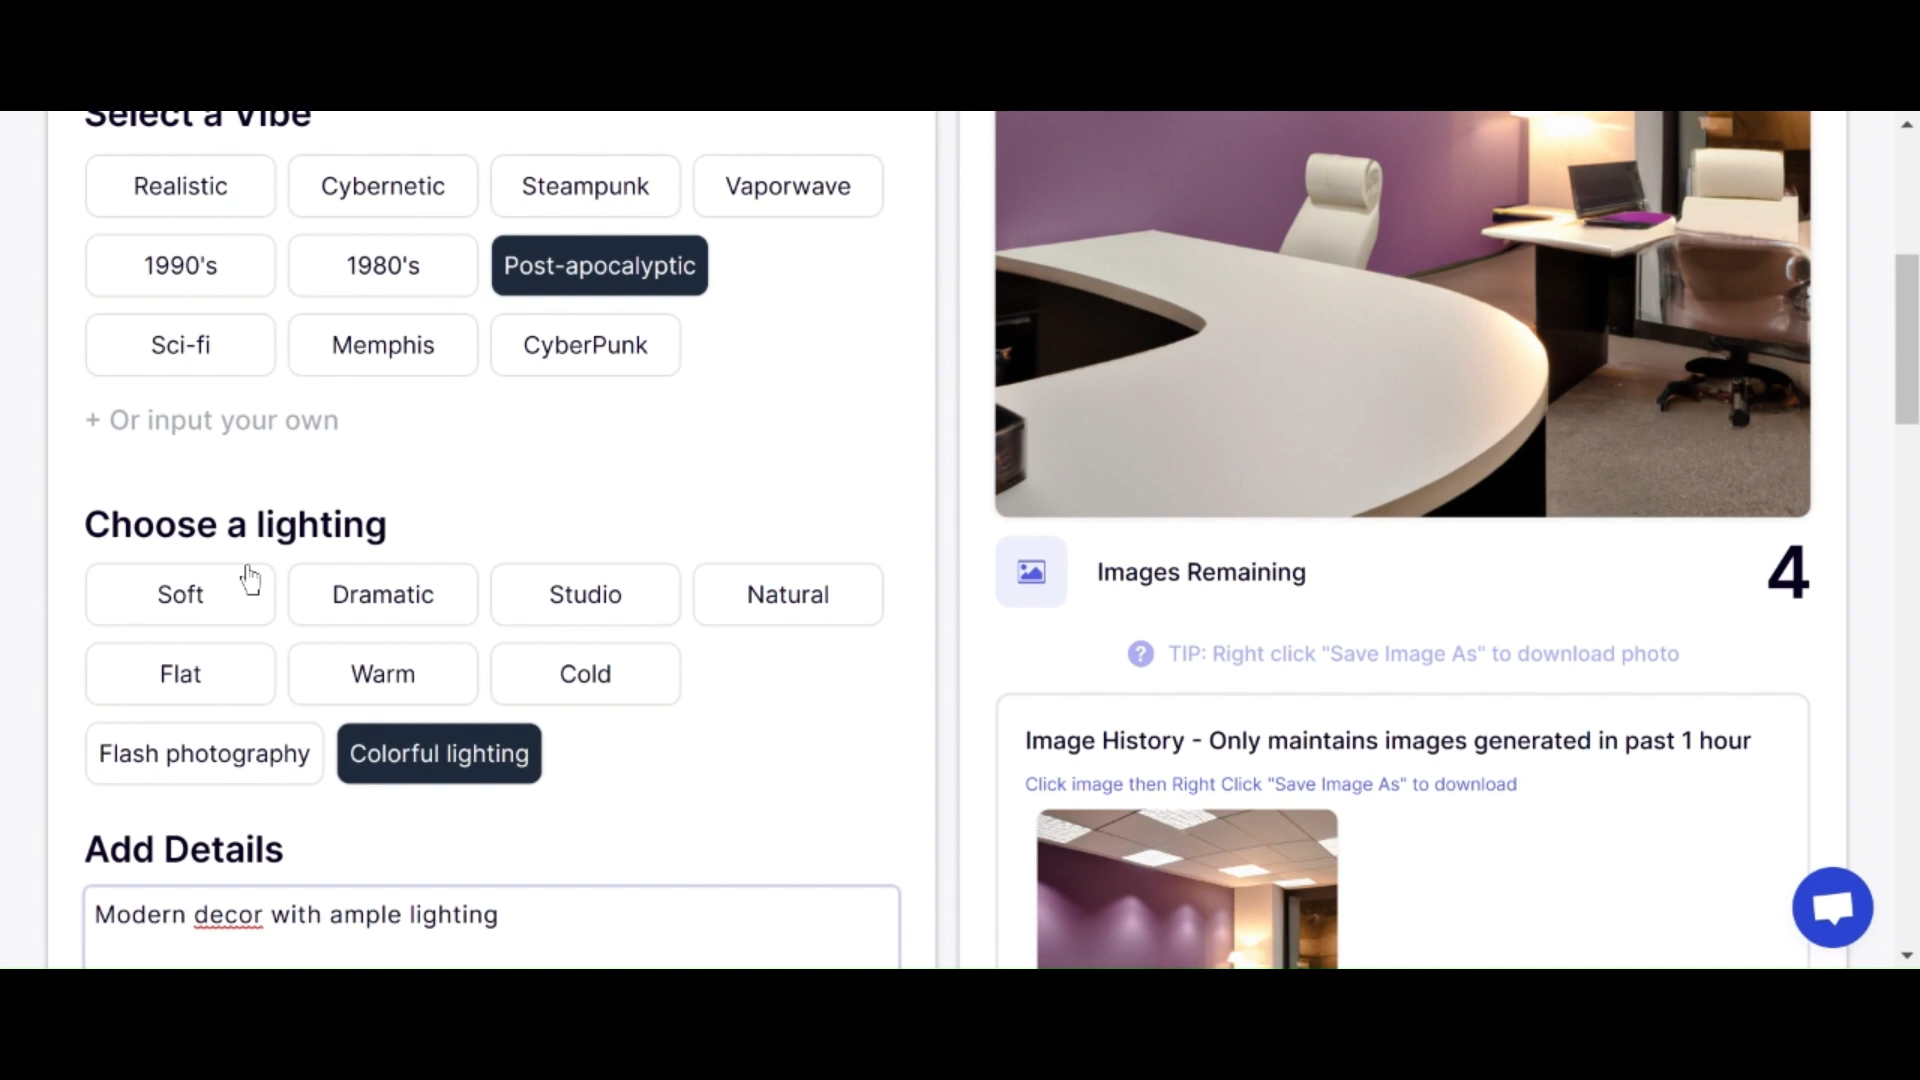 Select a Vibe
Realistic
Cybernetic
Steampunk
Vaporwave
1990's
1980's
Post-apocalyptic
Sci-fi
Memphis
CyberPunk
+ Or input your own
Choose a lighting
Soft
Dramatic
Studio
Natural
Flat
Warm
Cold
Flash photography
Colorful lighting
Add Details
Modern decor with ample lighting
Images Remaining
4
? TIP: Right click "Save Image As" to download photo
Image History - Only maintains images generated in past 1 hour
Click image then Right Click "Save Image As" to download